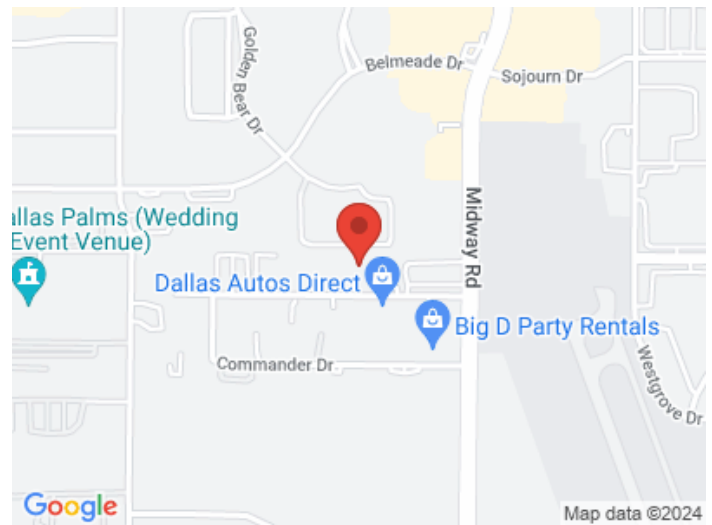 Golden Bear Dr
Belmeade Dr
Sojourn Dr
allas Palms (Wedding
Event Venue)
Midway Rd
Dallas Autos Direct
Big D Party Rentals
Commander Dr
Westgrove Dr
Google
Map data ©2024